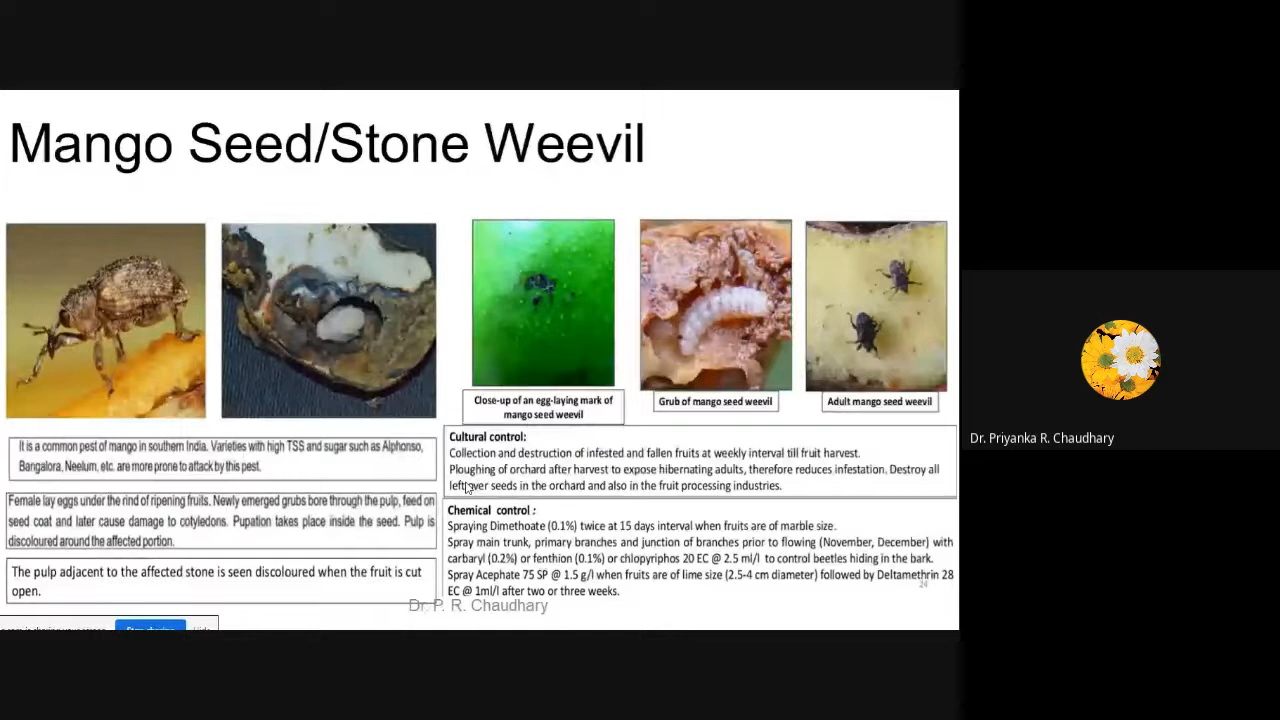 Mango Seed/Stone Weevil
Close-up of an egg-laying mark of
mango seed weevil
Grub of mango seed weevil
Adult mango seed weevil
It is a common pest of mango in southern India. Varieties with high TSS and sugar such as Alphonso,
Bangalora, Neelum, etc. are more prone to attack by this pest.
Female lay eggs under the rind of ripening fruits. Newly emerged grubs bore through the pulp, feed on
seed coat and later cause damage to cotyledons. Pupation takes place inside the seed. Pulp is
discoloured around the affected portion.
The pulp adjacent to the affected stone is seen discoloured when the fruit is cut
open.
Cultural control:
Collection and destruction of infested and fallen fruits at weekly interval till fruit harvest.
Ploughing of orchard after harvest to expose hibernating adults, therefore reduces infestation. Destroy all
left over seeds in the orchard and also in the fruit processing industries.
Chemical control :
Spraying Dimethoate (0.1%) twice at 15 days interval when fruits are of marble size.
Spray main trunk, primary branches and junction of branches prior to flowing (November, December) with
carbaryl (0.2%) or fenthion (0.1%) or chlopyriphos 20 EC @ 2.5 ml/l to control beetles hiding in the bark.
Spray Acephate 75 SP @ 1.5 g/l when fruits are of lime size (2.5-4 cm diameter) followed by Deltamethrin 28
EC @ 1ml/l after two or three weeks.
24
Dr. P. R. Chaudhary
Dr. Priyanka R. Chaudhary